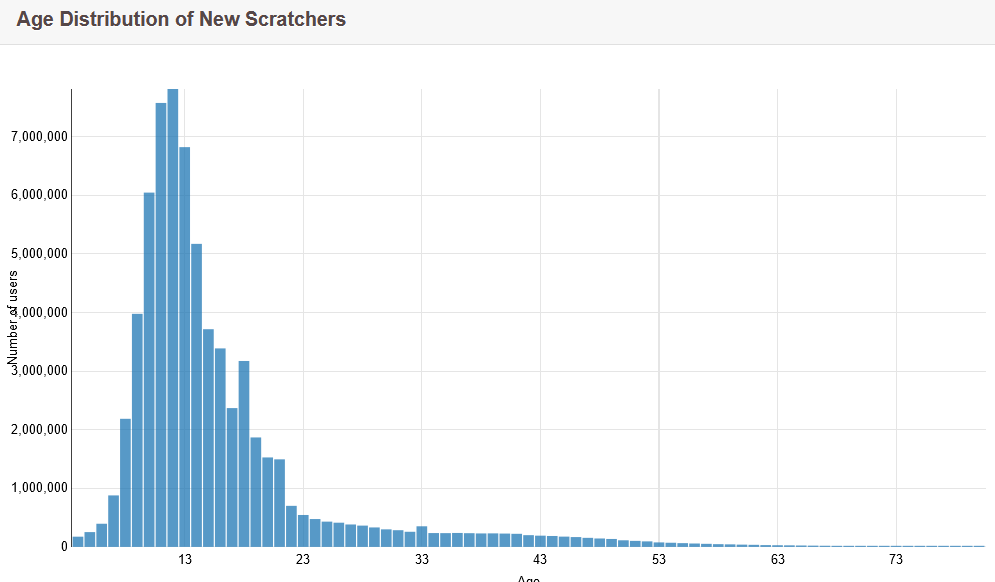 Age Distribution of New Scratchers
7,000,000
6,000,000
5,000,000
4,000,000
3,000,000
2,000,000
1,000,000
0
Number of users
13 23 33 43 53 63 73
Age